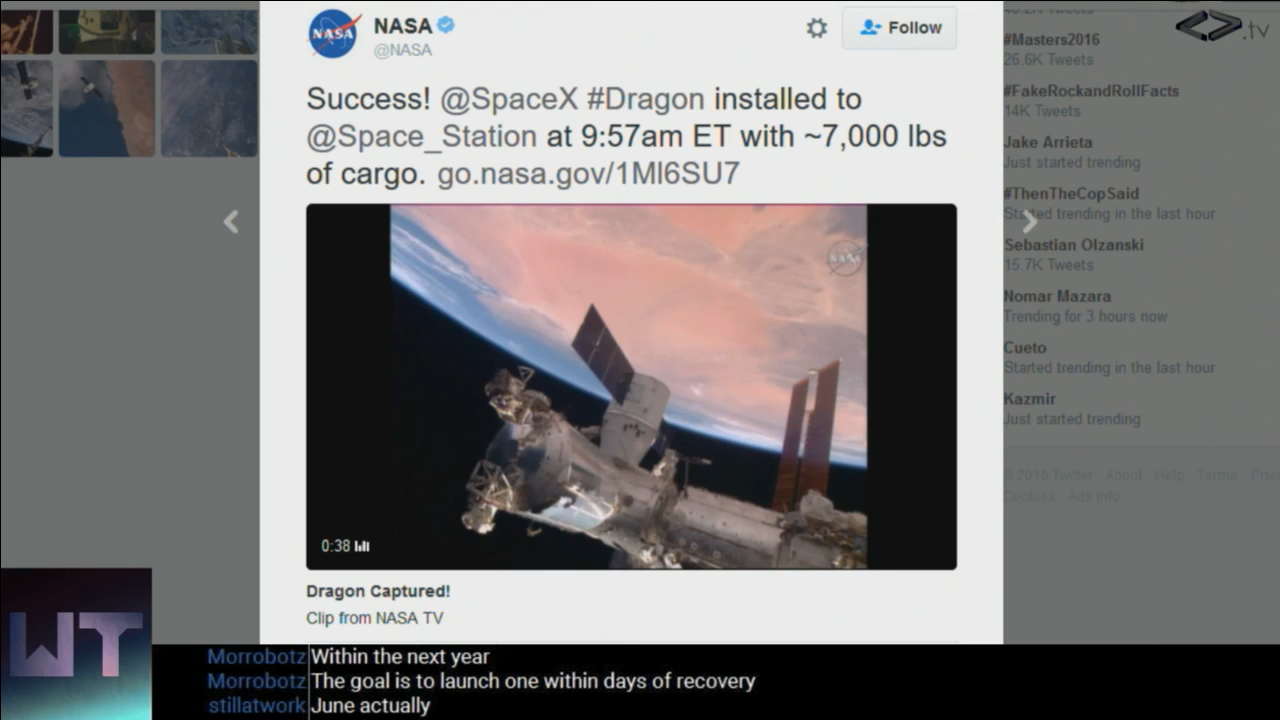 NASA
NASA
@NASA
Follow
Success! @SpaceX #Dragon installed to
@Space_Station at 9:57am ET with ~7,000 lbs
of cargo. go.nasa.gov/1Ml6SU7
NASA
0:38
Dragon Captured!
Clip from NASA TV
#Masters2016
26.6K Tweets
#FakeRockandRollFacts
14K Tweets
Jake Arrieta
Just started trending
#ThenTheCopSaid
Started trending in the last hour
Sebastian Olzanski
15.7K Tweets
Nomar Mazara
Trending for 3 hours now
Cueto
Started trending in the last hour
Kazmir
Just started trending
© 2016 Twitter About Help Terms
Cookies Ads info
.tv
WT
Morrobotz Within the next year
Morrobotz The goal is to launch one within days of recovery
stillatwork June actually